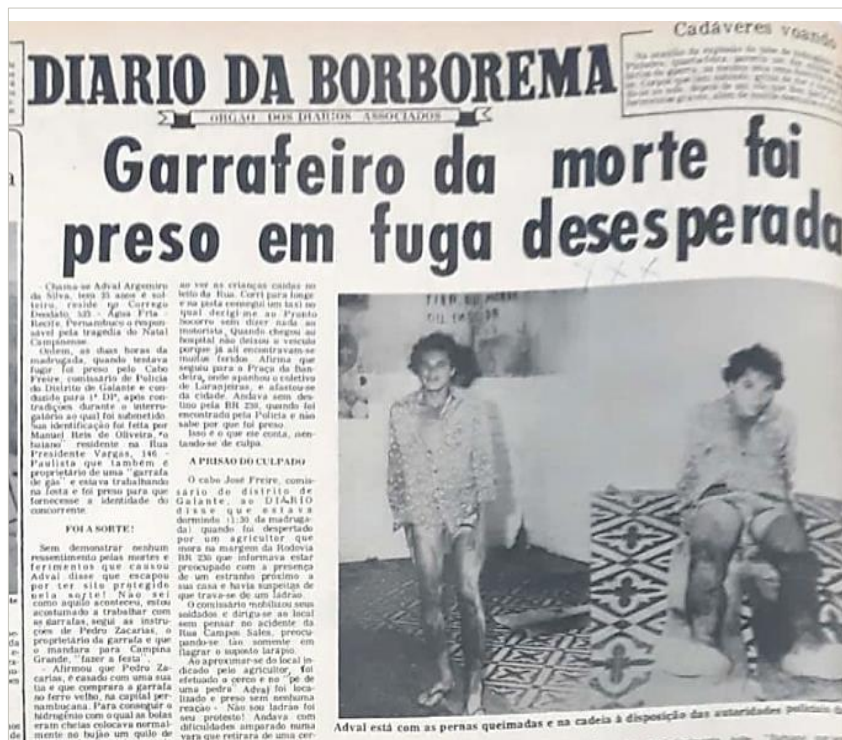 Cadáveres voando
DIARIO DA BORBOREMA
ORGÃO DOS DIARIOS ASSOCIADOS
Garrafeiro da morte foi
preso em fuga desesperada
Chama-se Adval Argemiro
da Silva, tem 35 anos é sol-
teiro, reside no Corrego
Deodato, 535 - Agua Fria -
Recife, Pernambuco o respon-
sável pela tragédia do Natal
Campinense.
Ontem, as duas horas da
madrugada, quando tentava
fugir foi preso pelo Cabo
Freire, comissário de Polícia
do Distrito de Galante e con-
duzido para 1ª DP, após con-
tradições durante o interro-
gatório ao qual foi submetido.
Sua identificação foi feita por
Manuel Reis de Oliveira, "o
baiano" residente na Rua
Presidente Vargas, 146 -
Paulista que também é
proprietário de uma "garrafa
de gás" e estava trabalhando
na festa e foi preso para que
fornecesse a identidade do
concorrente.
FOI A SORTE!
Sem demonstrar nenhum
ressentimento pelas mortes e
ferimentos que causou
Adval disse que escapou
por ter sito protegido
pela sorte! Não sei
como aquilo aconteceu, estou
acostumado a trabalhar com
as garrafas, segui as instru-
ções de Pedro Zacarias, o
proprietário da garrafa e que
o mandara para Campina
Grande, "fazer a festa".
- Afirmou que Pedro Za-
carias, é casado com uma sua
tia e que comprara a garrafa
no ferro velho, na capital per-
nambucana. Para conseguir o
hidrogênio com o qual as bolas
eram cheias colocava normal-
mente no bujão um quilo de
ao ver as crianças caidas no
leito da Rua. Corri para longe
e na pista consegui um taxi no
qual dirigi-me ao Pronto
Socorro sem dizer nada ao
motorista. Quando chegou ao
hospital não deixou o veículo
porque já ali encontravam-se
muitos feridos. Afirma que
seguiu para a Praça da Ban-
deira, onde apanhou o coletivo
de Laranjeiras, e afastou-se
da cidade. Andava sem des-
tino pela BR 230, quando foi
encontrado pela Polícia e não
sabe por que foi preso.
Isso é o que ele conta, isen-
tando-se de culpa.
A PRISÃO DO CULPADO
O cabo José Freire, comis-
sário de distrito de
Galante, ao DIARIO
disse que estava
dormindo (1:30 da madruga-
da) quando foi despertado
por um agricultor que
mora na margem da Rodovia
BR 230 que informava estar
preocupado com a presença
de um estranho próximo a
sua casa e havia suspeitas de
que trava-se de um ladrão.
O comissário mobilizou seus
soldados e dirigu-se ao local
sem pensar no acidente da
Rua Campos Sales, preocu-
pando-se tão somente em
flagrar o suposto larápio.
Ao aproximar-se do local in-
dicado pelo agricultor, foi
efetuado o cerco e no "pé de
uma pedra" Adval foi loca-
lizado e preso sem nenhuma
reação - Não sou ladrão foi
seu protesto! Andava com
dificuldades amparado numa
vara que retirara de uma cer-
Adval está com as pernas queimadas e na cadeia à disposição das autoridades policiais